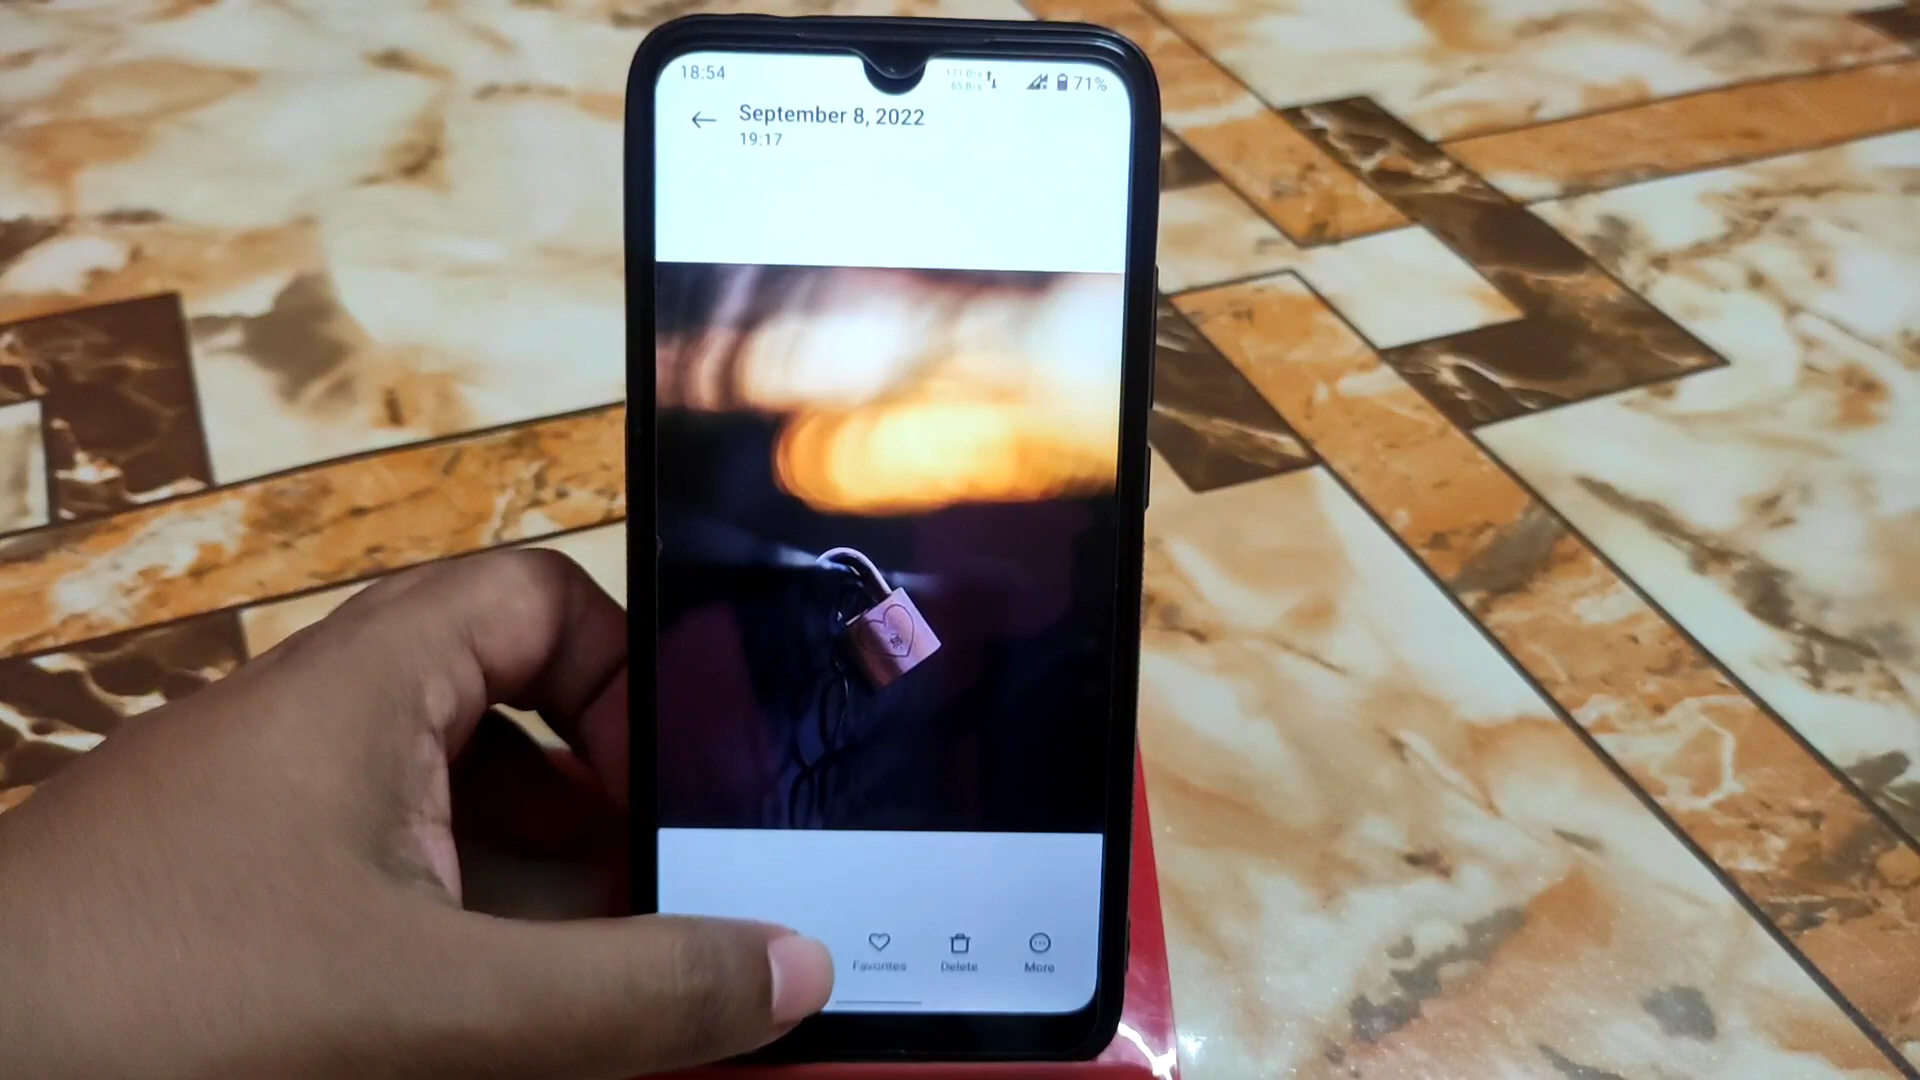 18:54
71%
September 8, 2022
19:17
Favorites
Delete
More